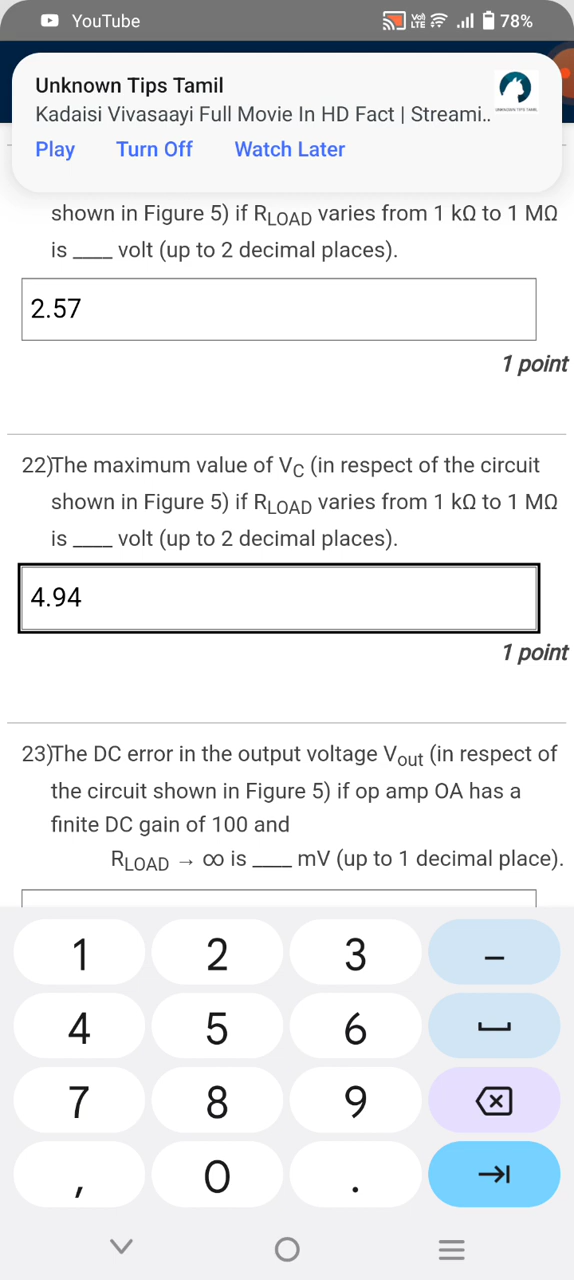 YouTube
Vo) LTE 78%
Unknown Tips Tamil
Kadaisi Vivasaayi Full Movie In HD Fact | Streami..
UNKNOWN TIPS TAMIL
Play Turn Off Watch Later
shown in Figure 5) if RLOAD varies from 1 kΩ to 1 MΩ
is ____ volt (up to 2 decimal places).
2.57
1 point
22)The maximum value of VC (in respect of the circuit
shown in Figure 5) if RLOAD varies from 1 kΩ to 1 MΩ
is ____ volt (up to 2 decimal places).
4.94
1 point
23)The DC error in the output voltage Vout (in respect of
the circuit shown in Figure 5) if op amp OA has a
finite DC gain of 100 and
RLOAD → ∞ is ____ mV (up to 1 decimal place).
1 2 3 –
4 5 6
7 8 9
, 0 .